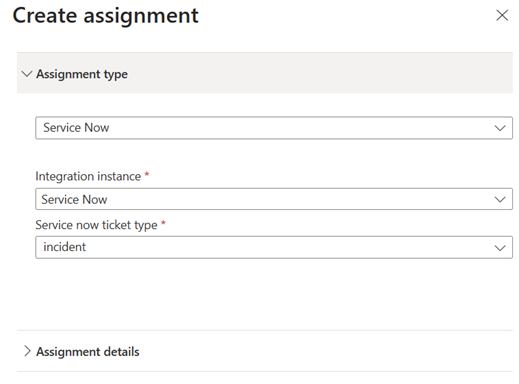 Create assignment
Assignment type
Service Now
Integration instance *
Service Now
Service now ticket type *
incident
Assignment details